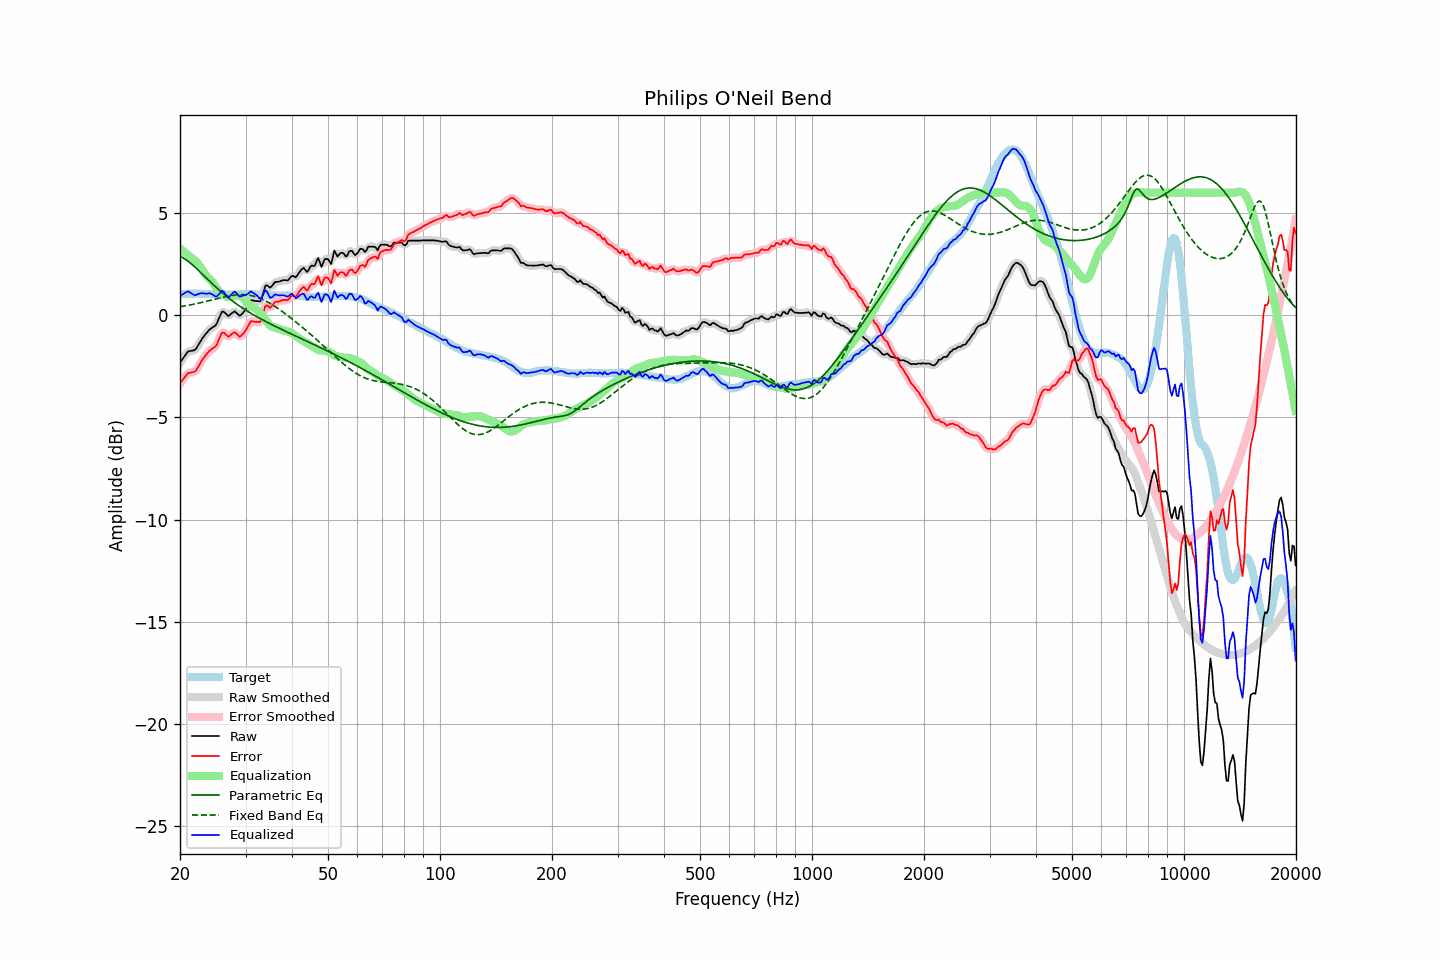 Philips O'Neil Bend
Amplitude (dBr)
5
0
−5
−10
−15
−20
−25
Target
Raw Smoothed
Error Smoothed
Raw
Error
Equalization
Parametric Eq
Fixed Band Eq
Equalized
20 50 100 200 500 1000 2000 5000 10000 20000
Frequency (Hz)